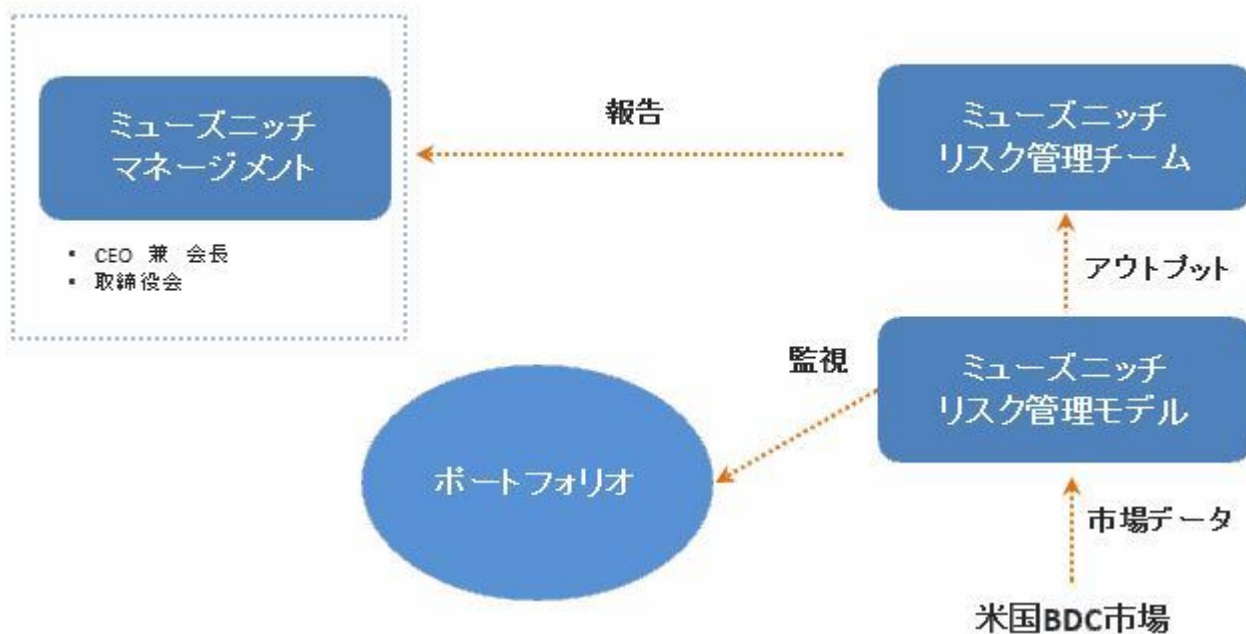 ミューズニッチ
マネージメント
• CEO 兼 会長
• 取締役会
報告
ミューズニッチ
リスク管理チーム
アウトプット
監視
ミューズニッチ
リスク管理モデル
ポートフォリオ
市場データ
米国BDC市場